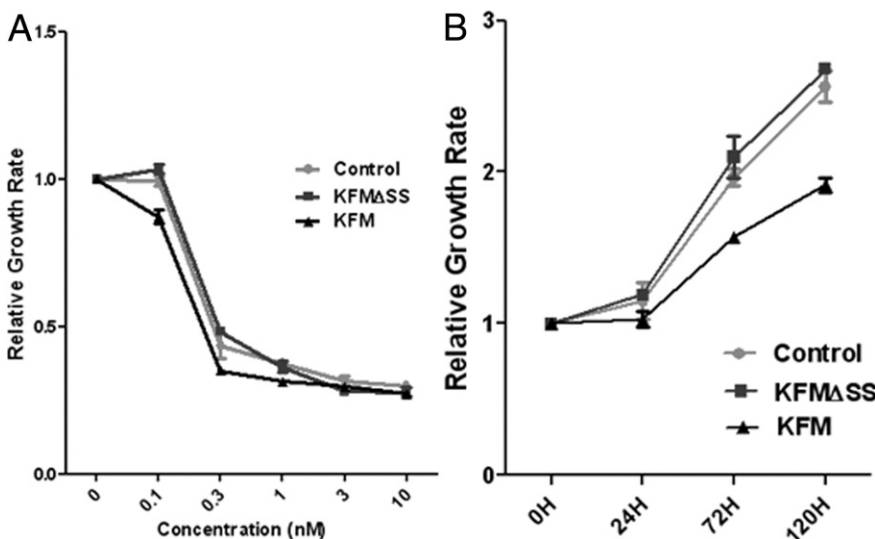 A
Relative Growth Rate
1.5
1.0
0.5
0.0
Control
KFMΔSS
KFM
0
0.1
0.3
1
3
10
Concentration (nM)
B
Relative Growth Rate
3
2
1
0
Control
KFMΔSS
KFM
0H
24H
72H
120H